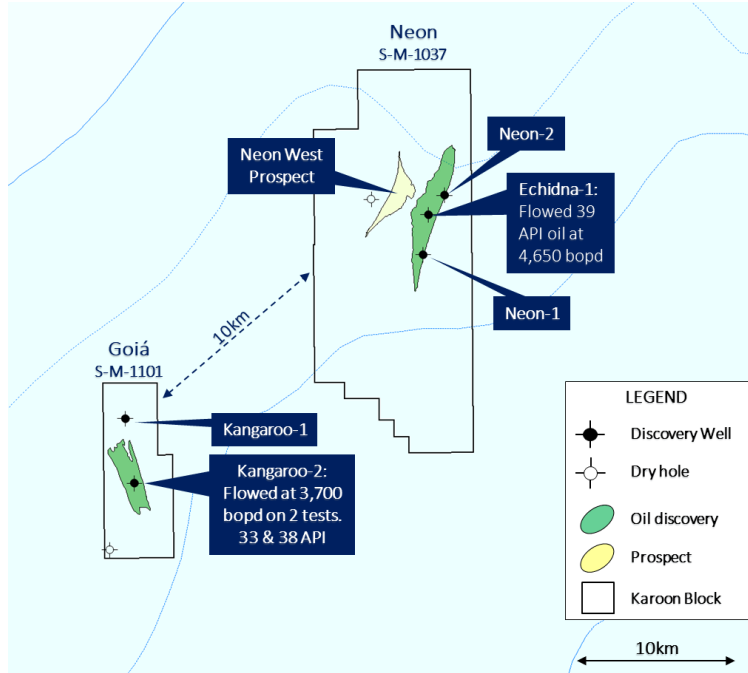 Neon
S-M-1037
Neon-2
Neon West
Prospect
Echidna-1:
Flowed 39
API oil at
4,650 bopd
Neon-1
10km
Goiá
S-M-1101
Kangaroo-1
Kangaroo-2:
Flowed at 3,700
bopd on 2 tests.
33 & 38 API
LEGEND
Discovery Well
Dry hole
Oil discovery
Prospect
Karoon Block
10km